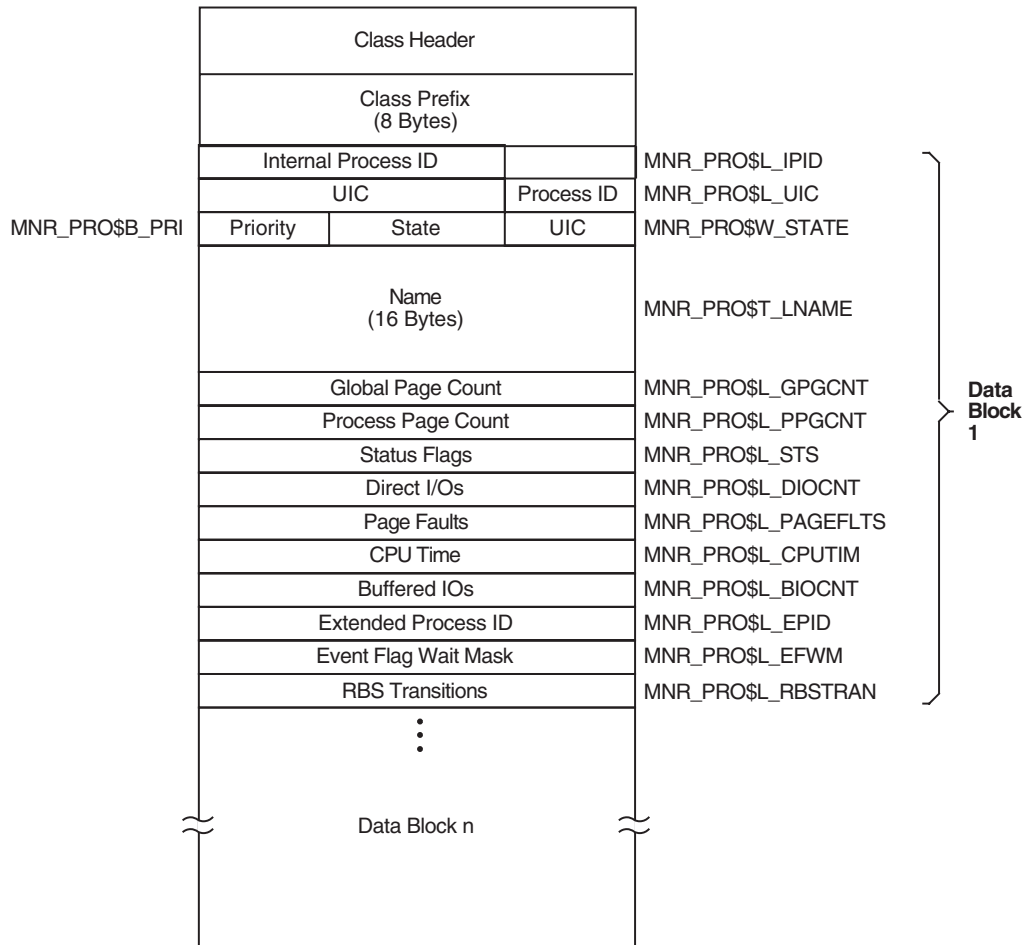 Class Header
Class Prefix
(8 Bytes)
Internal Process ID MNR_PRO$L_IPID
UIC Process ID MNR_PRO$L_UIC
MNR_PRO$B_PRI Priority State UIC MNR_PRO$W_STATE
Name
(16 Bytes)
MNR_PRO$T_LNAME
Global Page Count MNR_PRO$L_GPGCNT
Process Page Count MNR_PRO$L_PPGCNT
Status Flags MNR_PRO$L_STS
Direct I/Os MNR_PRO$L_DIOCNT
Page Faults MNR_PRO$L_PAGEFLTS
CPU Time MNR_PRO$L_CPUTIM
Buffered IOs MNR_PRO$L_BIOCNT
Extended Process ID MNR_PRO$L_EPID
Event Flag Wait Mask MNR_PRO$L_EFWM
RBS Transitions MNR_PRO$L_RBSTRAN
Data
Block
1
Data Block n